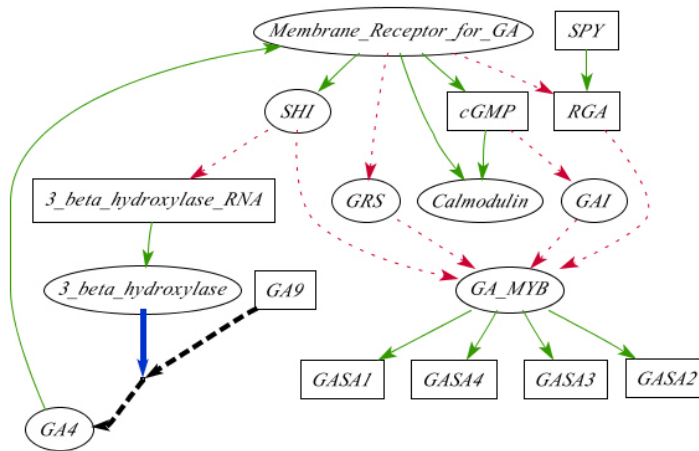 Membrane_Receptor_for_GA
SPY
SHI
cGMP
RGA
3_beta_hydroxylase_RNA
GRS
Calmodulin
GAI
3_beta_hydroxylase
GA9
GA_MYB
GASA1
GASA4
GASA3
GASA2
GA4